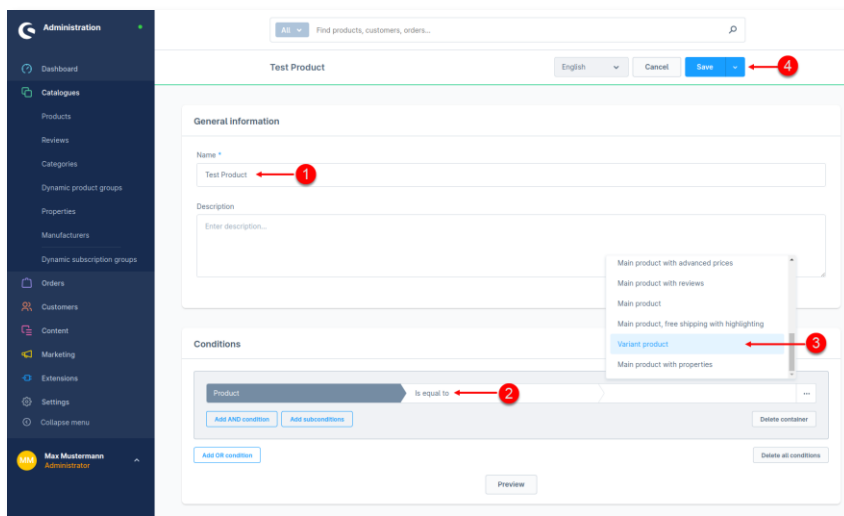 Administration
All Find products, customers, orders...
Test Product English Cancel Save 4
Dashboard
Catalogues
Products
Reviews
Categories
Dynamic product groups
Properties
Manufacturers
Dynamic subscription groups
Orders
Customers
Content
Marketing
Extensions
Settings
Collapse menu
MM Max Mustermann
Administrator
General information
Name *
Test Product 1
Description
Enter description...
Main product with advanced prices
Main product with reviews
Main product
Main product, free shipping with highlighting
Variant product 3
Main product with properties
Conditions
Product Is equal to 2 ...
Add AND condition Add subconditions Delete container
Add OR condition Delete all conditions
Preview